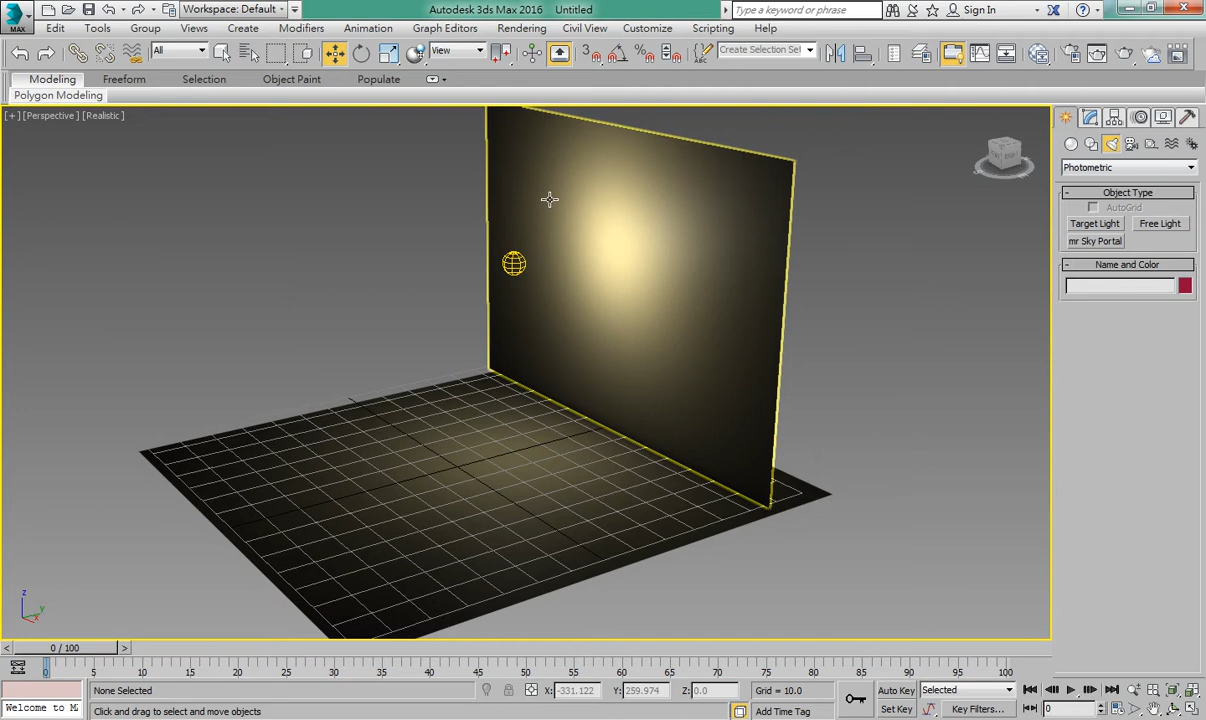 Workspace: Default
Autodesk 3ds Max 2016 Untitled
Type a keyword or phrase
Sign In
MAX
Edit Tools Group Views Create Modifiers Animation Graph Editors Rendering Civil View Customize Scripting Help
All
View
3
Create Selection Set
Modeling Freeform Selection Object Paint Populate
Polygon Modeling
[+] [Perspective] [Realistic]
Photometric
- Object Type
AutoGrid
Target Light Free Light
mr Sky Portal
- Name and Color
z
y
x
< 0 / 100 >
0 5 10 15 20 25 30 35 40 45 50 55 60 65 70 75 80 85 90 95 100
None Selected
X: -331.122 Y: 259.974 Z: 0.0
Grid = 10.0
Auto Key Selected
Welcome to M
Click and drag to select and move objects
Add Time Tag
Set Key Key Filters...
0